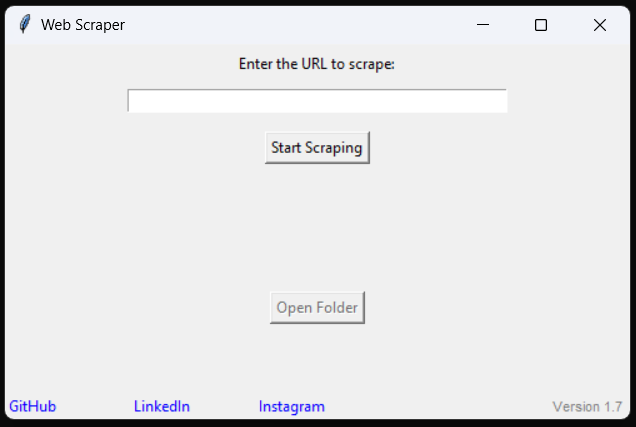 Web Scraper
Enter the URL to scrape:
Start Scraping
Open Folder
GitHub LinkedIn Instagram Version 1.7